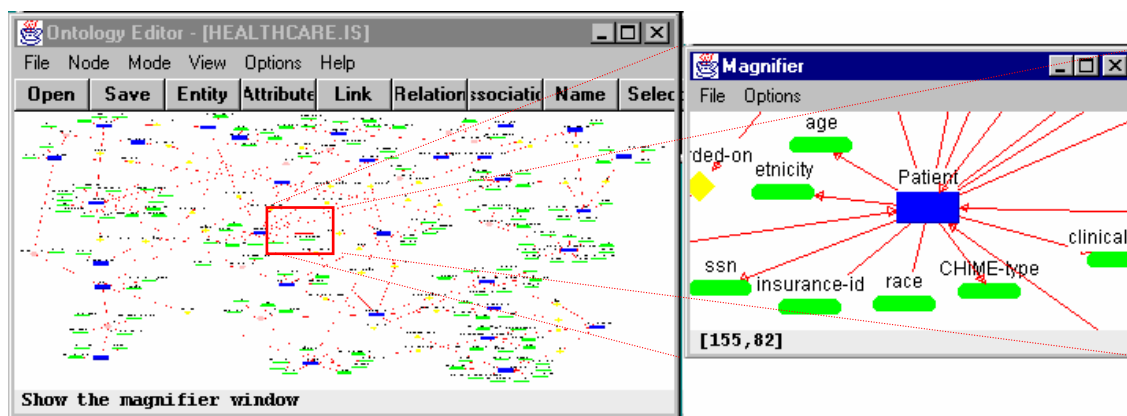 Ontology Editor - [HEALTHCARE.IS]
File Node Mode View Options Help
Open Save Entity Attribute Link Relation ssociatic Name Selec
Show the magnifier window
Magnifier
File Options
age
ded-on
etnicity
Patient
clinical
ssn
CHIME-type
insurance-id
race
[155,82]